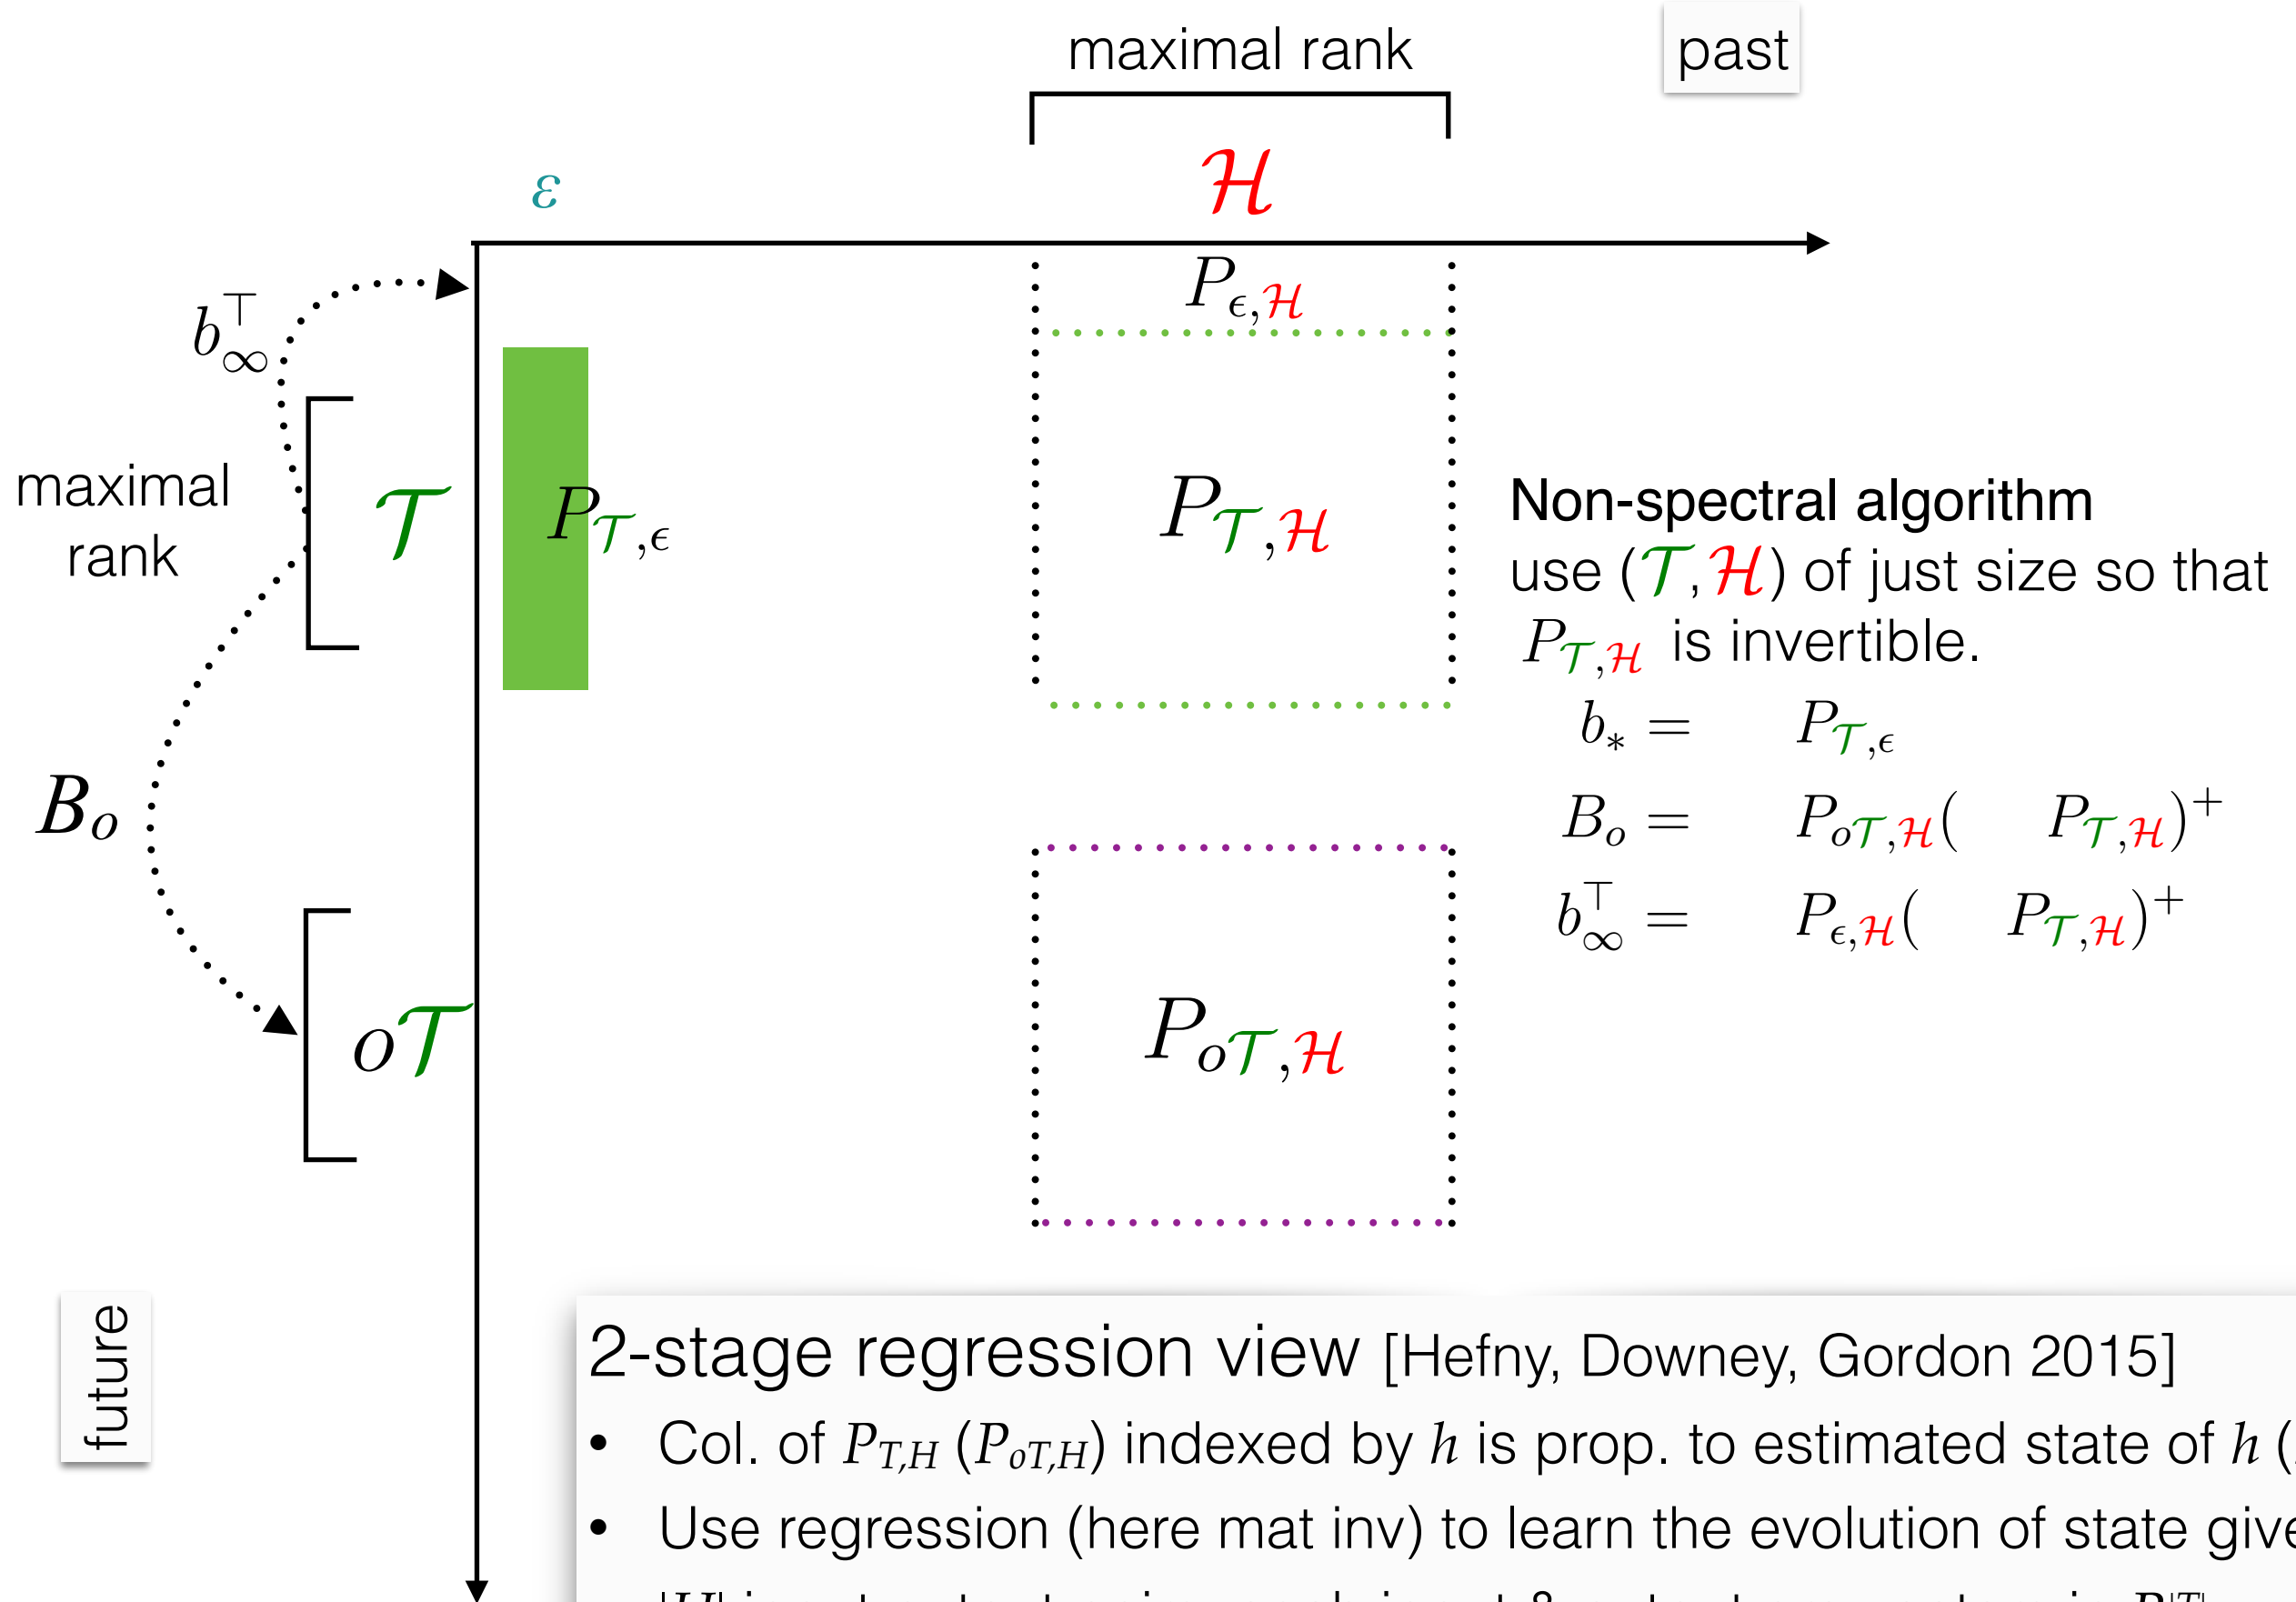 maximal rank
past
ε
𝓗
P_{ϵ,𝓗}
b_∞^⊤
maximal
rank
𝒯
P_{𝒯,ϵ}
P_{𝒯,𝓗}
Non-spectral algorithm
use (𝒯, 𝓗) of just size so that
P_{𝒯,𝓗} is invertible.
b_* = P_{𝒯,ϵ}
B_o = P_{o𝒯,𝓗}( P_{𝒯,𝓗})^+
b_∞^⊤ = P_{ϵ,𝓗}( P_{𝒯,𝓗})^+
B_o
o𝒯
P_{o𝒯,𝓗}
future
2-stage regression view [Hefny, Downey, Gordon 2015]
• Col. of P_{T,H} (P_{oT,H}) indexed by h is prop. to estimated state of h (
• Use regression (here mat inv) to learn the evolution of state give